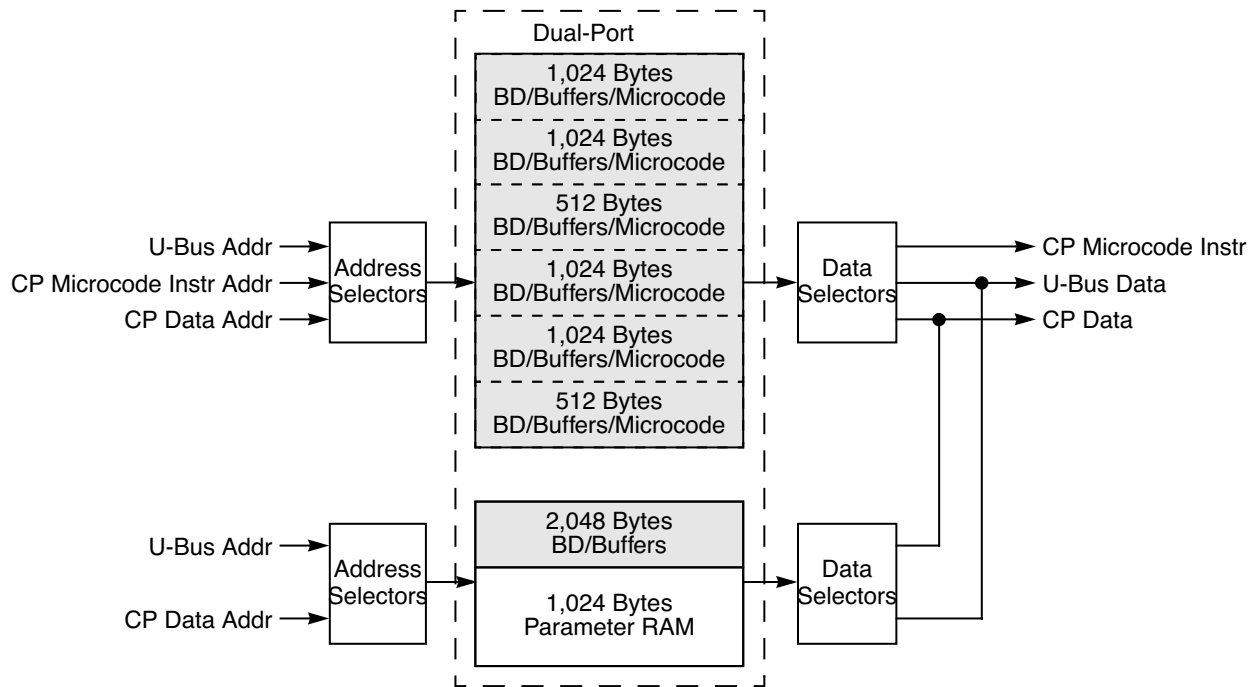 Dual-Port
1,024 Bytes
BD/Buffers/Microcode
1,024 Bytes
BD/Buffers/Microcode
512 Bytes
BD/Buffers/Microcode
1,024 Bytes
BD/Buffers/Microcode
1,024 Bytes
BD/Buffers/Microcode
512 Bytes
BD/Buffers/Microcode
U-Bus Addr
CP Microcode Instr Addr
CP Data Addr
Address
Selectors
Data
Selectors
CP Microcode Instr
U-Bus Data
CP Data
2,048 Bytes
BD/Buffers
1,024 Bytes
Parameter RAM
U-Bus Addr
CP Data Addr
Address
Selectors
Data
Selectors